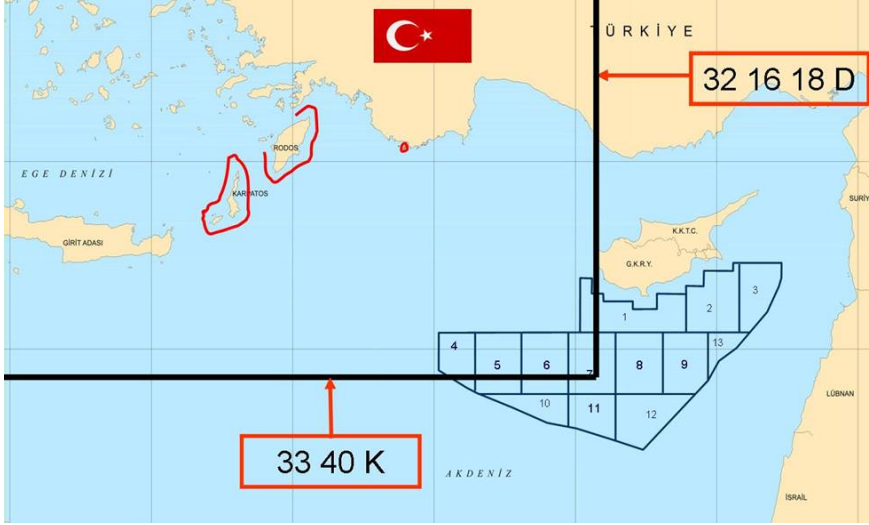 TÜRKİYE
32 16 18 D
RODOS
EGE DENİZİ
KARPATOS
SURİY
K.K.T.C.
GİRİT ADASI
G.K.R.Y.
3
2
1
13
4
5
6
7
8
9
LÜBNAN
10
11
12
33 40 K
AKDENİZ
İSRAİL